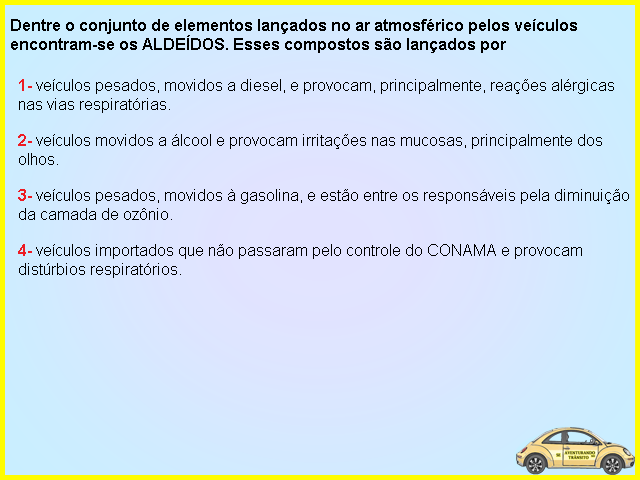 Dentre o conjunto de elementos lançados no ar atmosférico pelos veículos
encontram-se os ALDEÍDOS. Esses compostos são lançados por
1- veículos pesados, movidos a diesel, e provocam, principalmente, reações alérgicas
nas vias respiratórias.
2- veículos movidos a álcool e provocam irritações nas mucosas, principalmente dos
olhos.
3- veículos pesados, movidos à gasolina, e estão entre os responsáveis pela diminuição
da camada de ozônio.
4- veículos importados que não passaram pelo controle do CONAMA e provocam
distúrbios respiratórios.
AVENTURANDO
TRÂNSITO